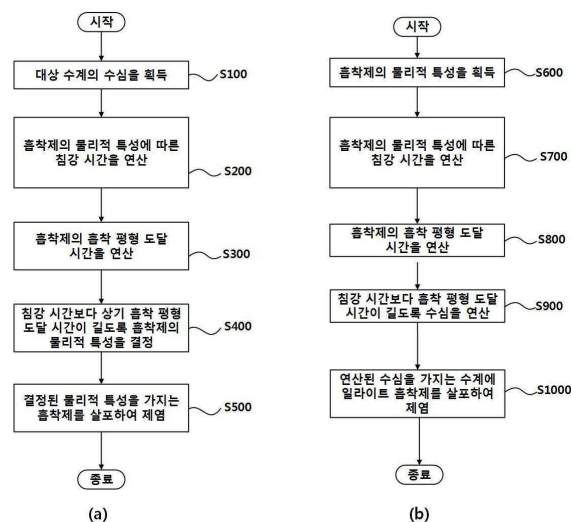 시작
대상 수계의 수심을 획득
S100
흡착제의 물리적 특성에 따른
침강 시간을 연산
S200
흡착제의 흡착 평형 도달
시간을 연산
S300
침강 시간보다 상기 흡착 평형
도달 시간이 길도록 흡착제의
물리적 특성을 결정
S400
결정된 물리적 특성을 가지는
흡착제를 살포하여 제염
S500
종료
(a)
시작
흡착제의 물리적 특성을 획득
S600
흡착제의 물리적 특성에 따른
침강 시간을 연산
S700
흡착제의 흡착 평형 도달
시간을 연산
S800
침강 시간보다 흡착 평형 도달
시간이 길도록 수심을 연산
S900
연산된 수심을 가지는 수계에
일라이트 흡착제를 살포하여
제염
S1000
종료
(b)